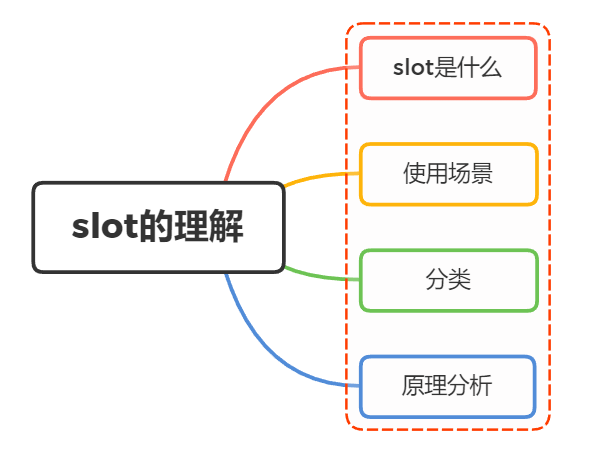 slot的理解
slot是什么
使用场景
分类
原理分析